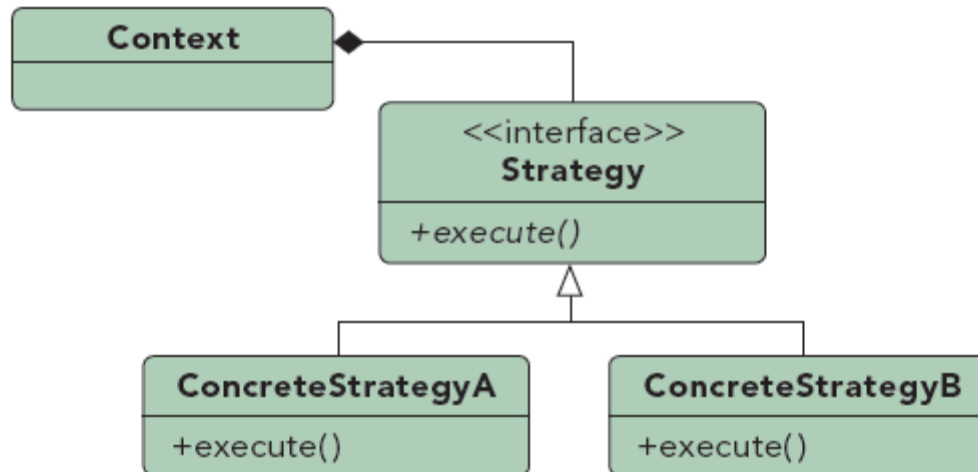 Context
<<interface>>
Strategy
+execute()
ConcreteStrategyA
+execute()
ConcreteStrategyB
+execute()